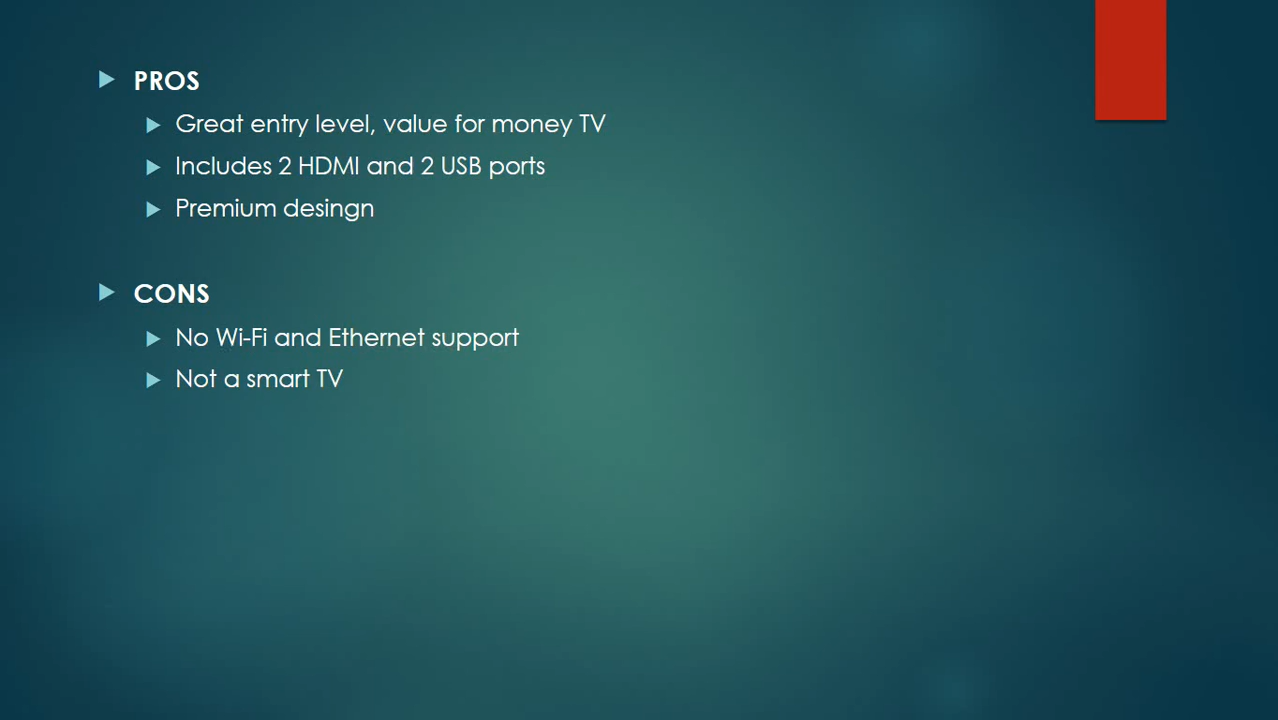 PROS
Great entry level, value for money TV
Includes 2 HDMI and 2 USB ports
Premium desingn
CONS
No Wi-Fi and Ethernet support
Not a smart TV